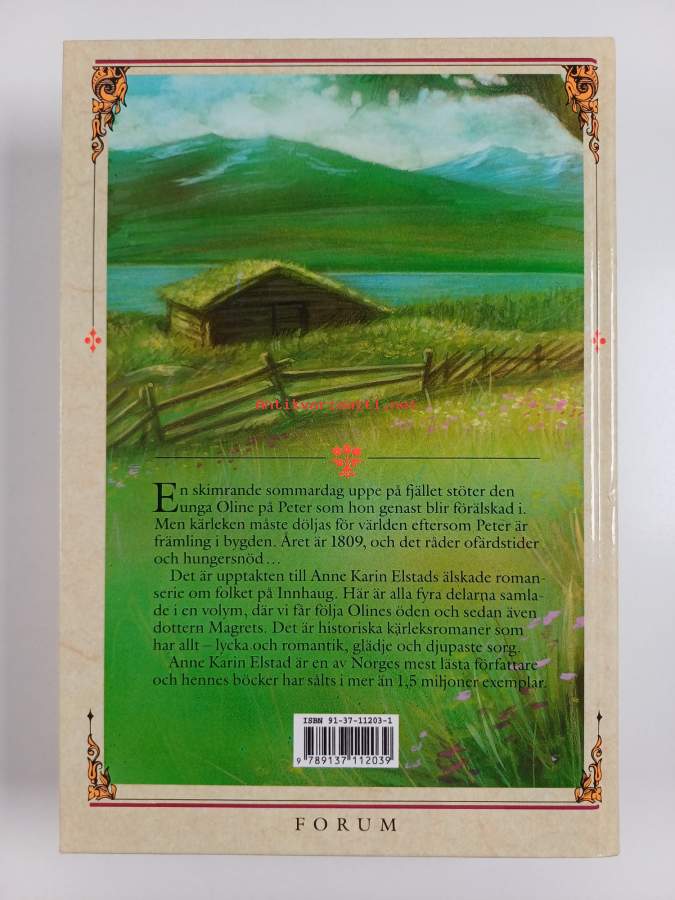 antikvariaatti.net
En skimrande sommardag uppe på fjället stöter den
unga Oline på Peter som hon genast blir förälskad i.
Men kärleken måste döljas för världen eftersom Peter är
främling i bygden. Året är 1809, och det råder ofärdstider
och hungersnöd…
Det är upptakten till Anne Karin Elstads älskade roman-
serie om folket på Innhaug. Här är alla fyra delarna samla-
de i en volym, där vi får följa Olines öden och sedan även
dottern Magrets. Det är historiska kärleksromaner som
har allt – lycka och romantik, glädje och djupaste sorg.
Anne Karin Elstad är en av Norges mest lästa författare
och hennes böcker har sålts i mer än 1,5 miljoner exemplar.
ISBN 91-37-11203-1
9 789137 112039
FORUM